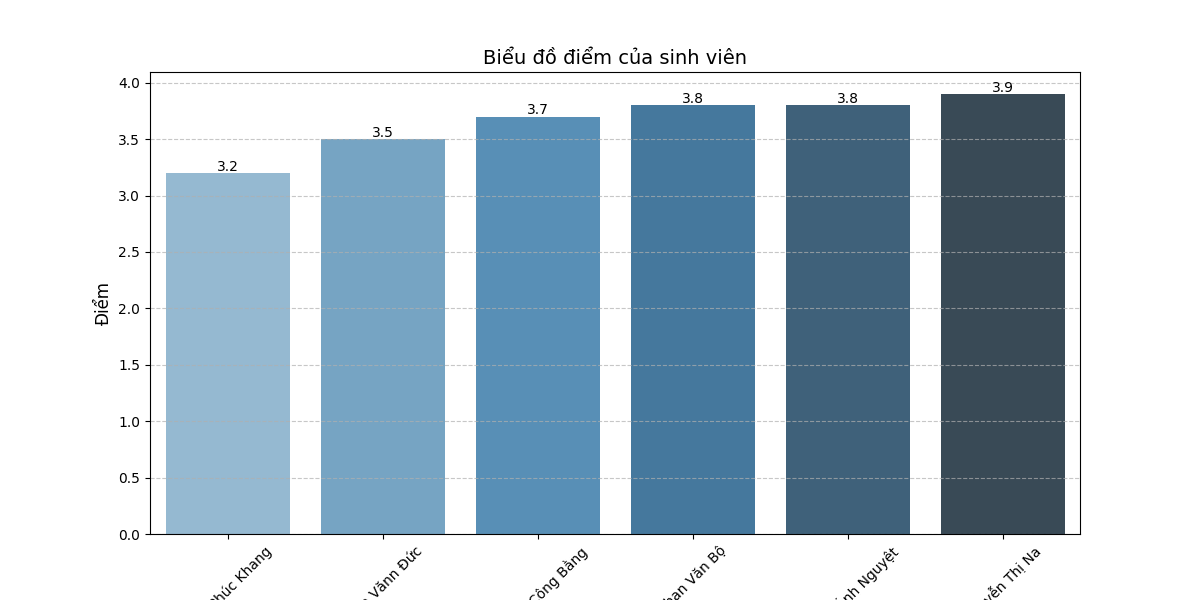 Biểu đồ điểm của sinh viên
4.0
3.5
3.0
2.5
2.0
1.5
1.0
0.5
0.0
Điểm
3.2
3.5
3.7
3.8
3.8
3.9
Khang
Vănn Đức
Công Bằng
Văn Bộ
Nguyệt
Thị Na